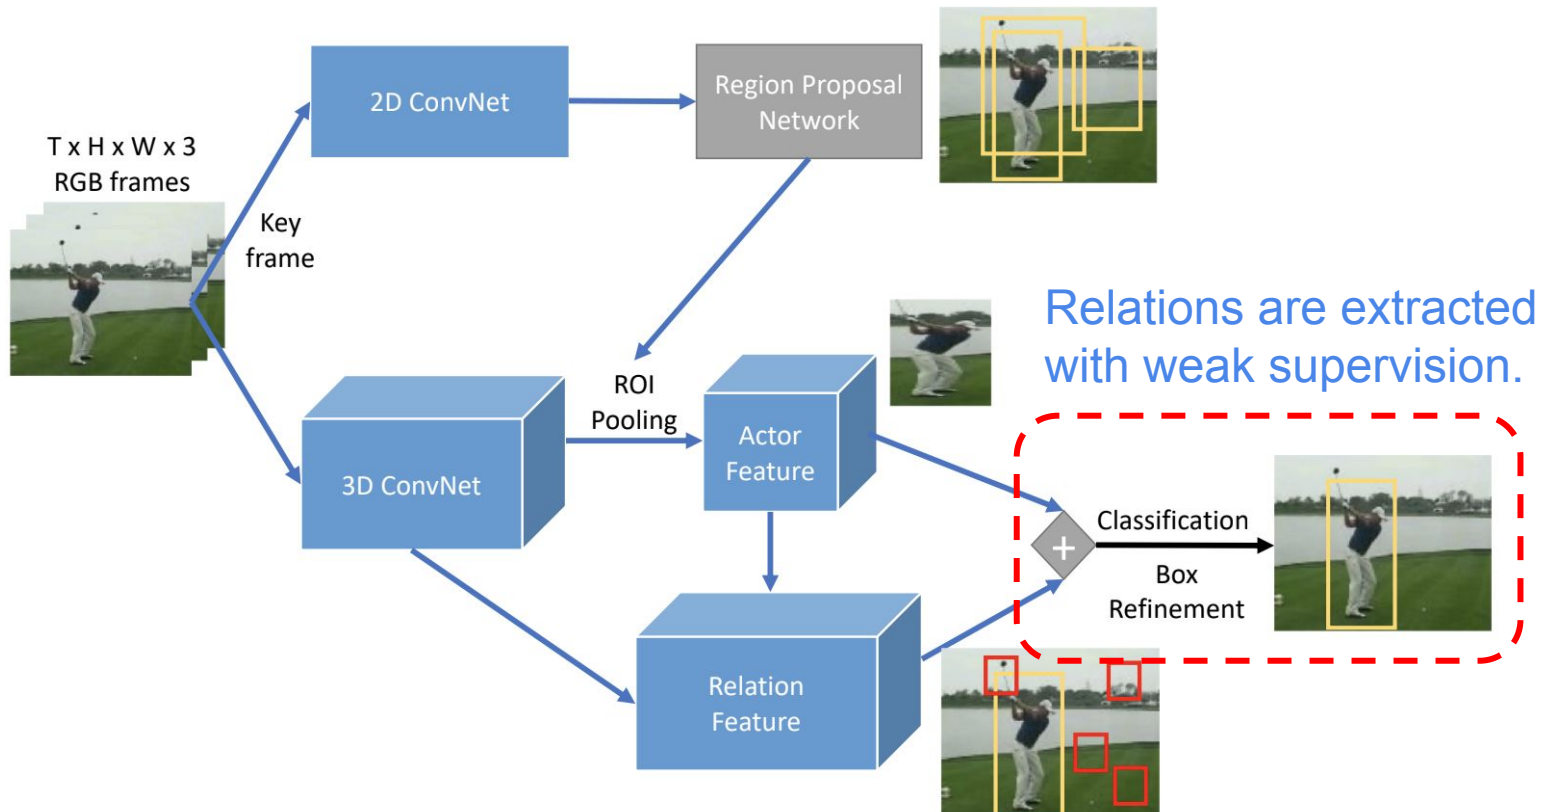 2D ConvNet
Region Proposal
Network
T x H x W x 3
RGB frames
Key
frame
Relations are extracted
with weak supervision.
ROI
Pooling
3D ConvNet
Actor
Feature
+
Classification
Box
Refinement
Relation
Feature